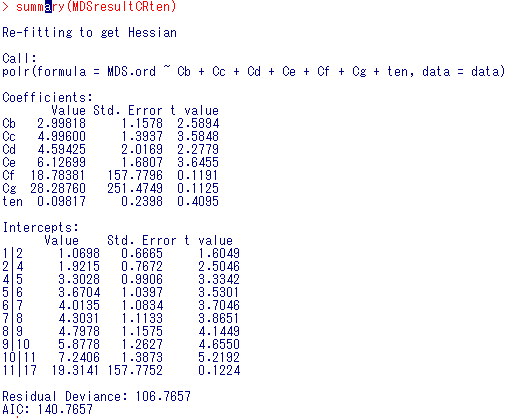 > summary(MDSresultCRten)
Re-fitting to get Hessian
Call:
polr(formula = MDS.ord ~ Cb + Cc + Cd + Ce + Cf + Cg + ten, data = data)
Coefficients:
Value Std. Error t value
Cb 2.99818 1.1578 2.5894
Cc 4.99600 1.3937 3.5848
Cd 4.59425 2.0169 2.2779
Ce 6.12699 1.6807 3.6455
Cf 18.78381 157.7796 0.1191
Cg 28.28760 251.4749 0.1125
ten 0.09817 0.2398 0.4095
Intercepts:
Value Std. Error t value
1|2 1.0698 0.6665 1.6049
2|4 1.9215 0.7672 2.5046
4|5 3.3028 0.9906 3.3342
5|6 3.6704 1.0397 3.5301
6|7 4.0135 1.0834 3.7046
7|8 4.3031 1.1133 3.8651
8|9 4.7978 1.1575 4.1449
9|10 5.8778 1.2627 4.6550
10|11 7.2406 1.3873 5.2192
11|17 19.3141 157.7752 0.1224
Residual Deviance: 106.7657
AIC: 140.7657